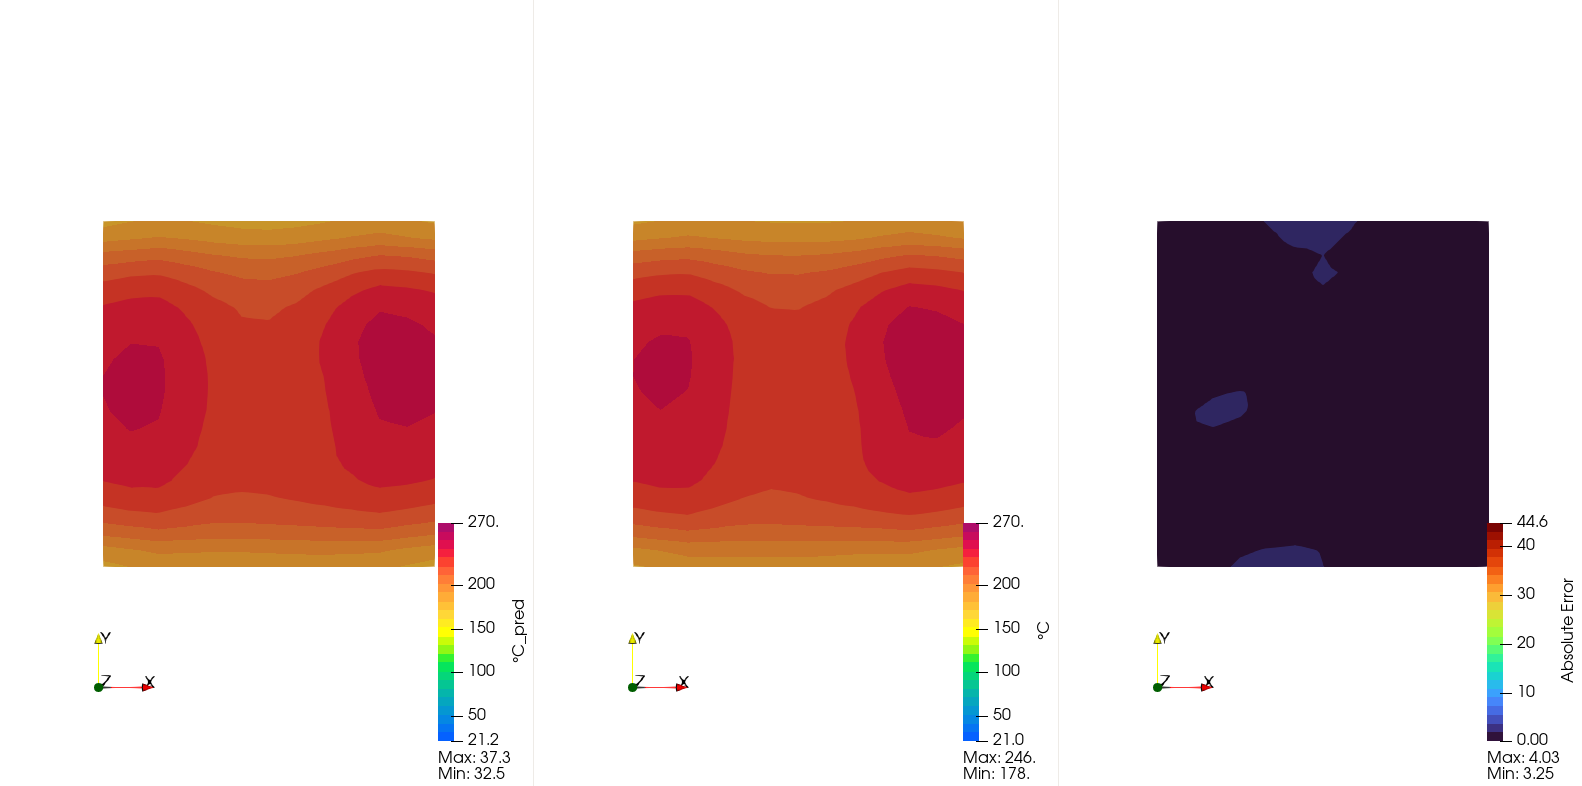 270.
200
150
100
50
21.2
°C_pred
Max: 37.3
Min: 32.5
Y
Z
X
270.
200
150
100
50
21.0
°C
Max: 246.
Min: 178.
Y
Z
X
44.6
40
30
20
10
0.00
Absolute Error
Max: 4.03
Min: 3.25
Y
Z
X